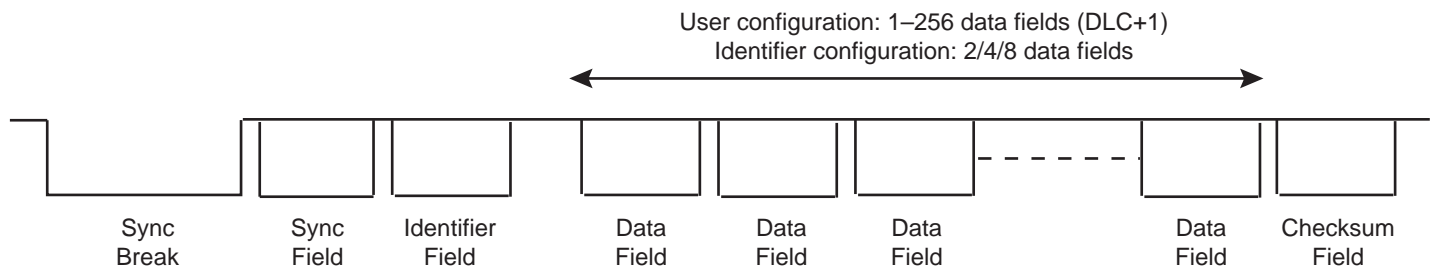 User configuration: 1–256 data fields (DLC+1)
Identifier configuration: 2/4/8 data fields
Sync
Break
Sync
Field
Identifier
Field
Data
Field
Data
Field
Data
Field
Data
Field
Checksum
Field